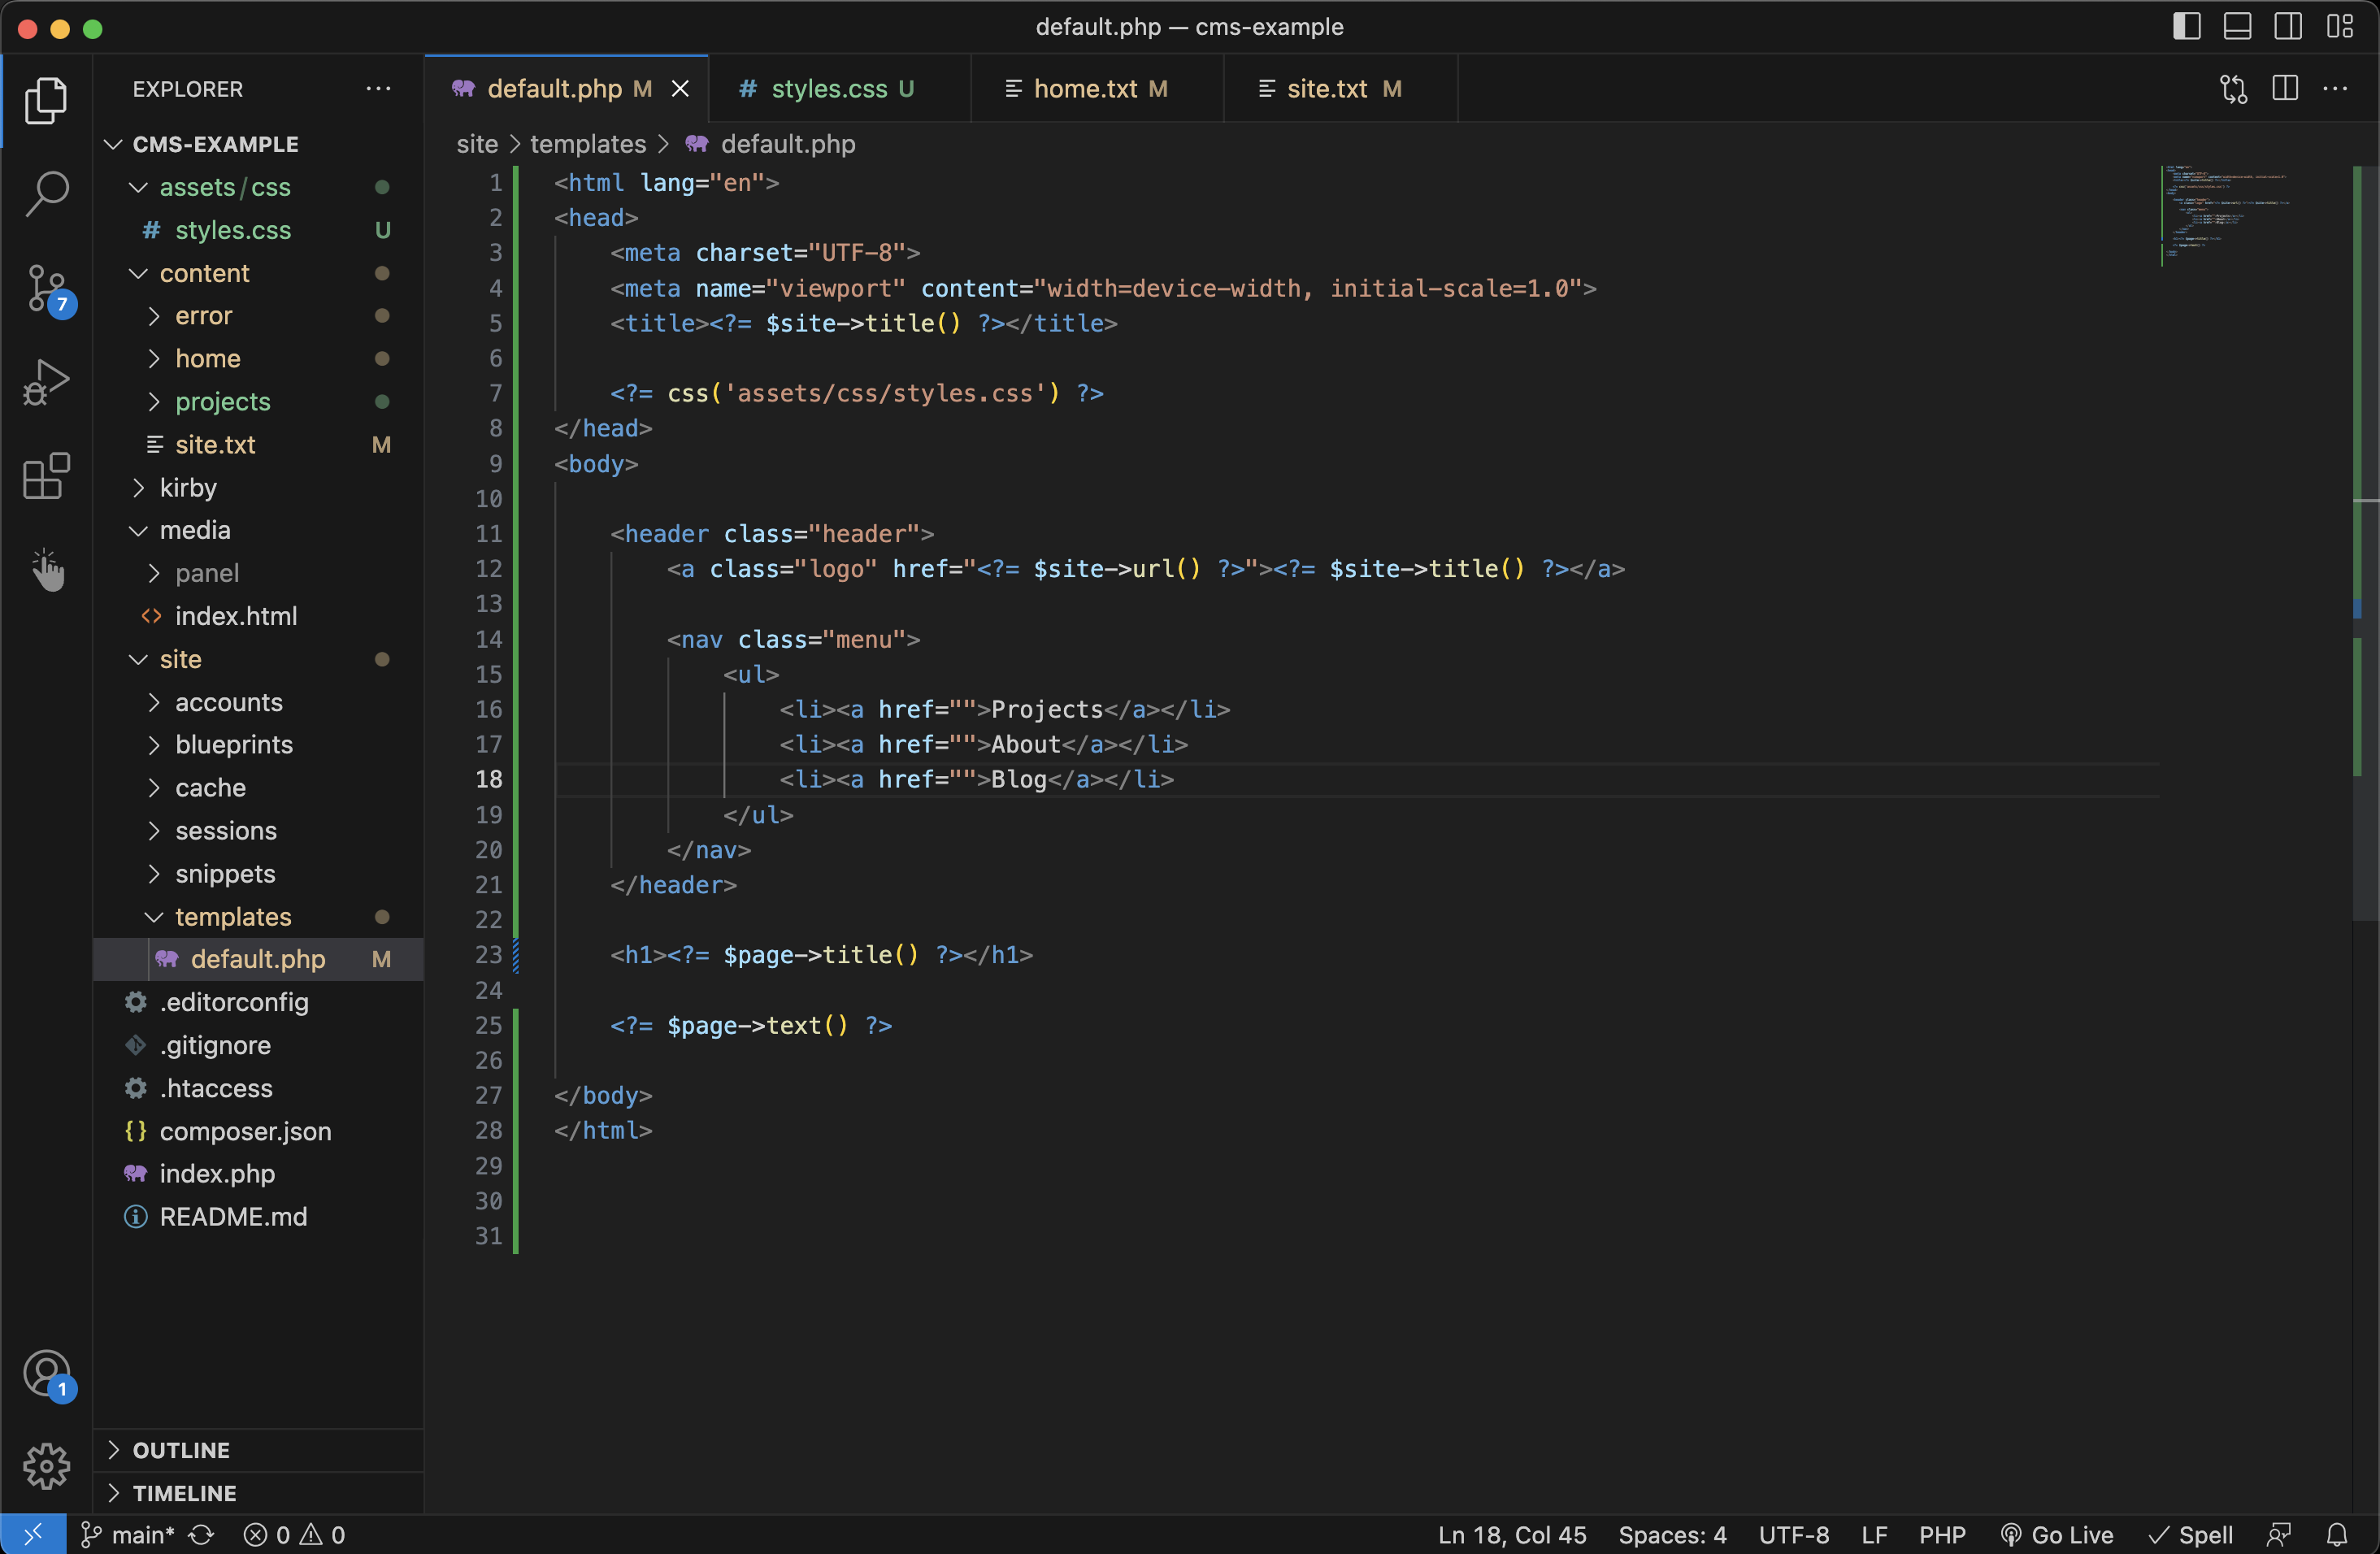 default.php — cms-example
EXPLORER
default.php M
# styles.css U
home.txt M
site.txt M
CMS-EXAMPLE
site > templates > default.php
assets/css
# styles.css U
content
error
home
projects
site.txt M
kirby
media
panel
<> index.html
site
accounts
blueprints
cache
sessions
snippets
templates
default.php M
.editorconfig
.gitignore
.htaccess
{} composer.json
index.php
README.md
OUTLINE
TIMELINE
7
1
1 <html lang="en">
2 <head>
3 <meta charset="UTF-8">
4 <meta name="viewport" content="width=device-width, initial-scale=1.0">
5 <title><?= $site->title() ?></title>
6
7 <?= css('assets/css/styles.css') ?>
8 </head>
9 <body>
10
11 <header class="header">
12 <a class="logo" href="<?= $site->url() ?>"><?= $site->title() ?></a>
13
14 <nav class="menu">
15 <ul>
16 <li><a href="">Projects</a></li>
17 <li><a href="">About</a></li>
18 <li><a href="">Blog</a></li>
19 </ul>
20 </nav>
21 </header>
22
23 <h1><?= $page->title() ?></h1>
24
25 <?= $page->text() ?>
26
27 </body>
28 </html>
29
30
31
main* 0 0 Ln 18, Col 45 Spaces: 4 UTF-8 LF PHP Go Live Spell